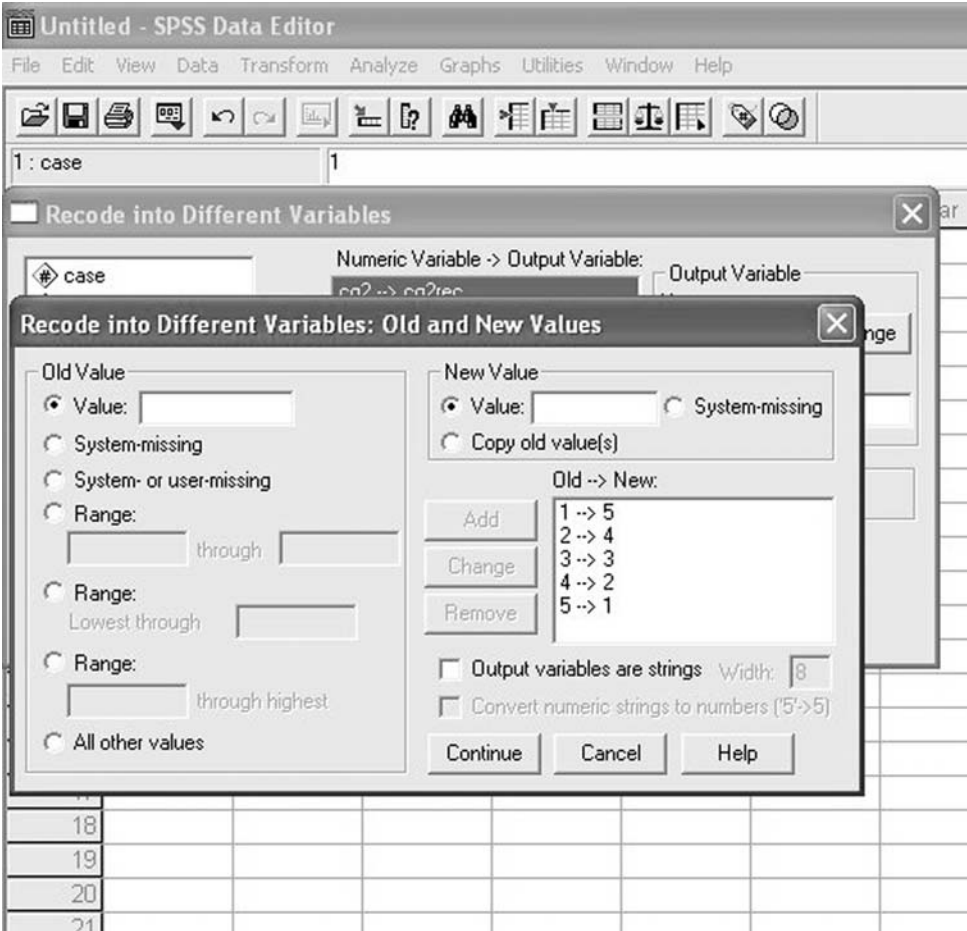 Untitled - SPSS Data Editor
File Edit View Data Transform Analyze Graphs Utilities Window Help
1 : case 1
Recode into Different Variables
ar
case
Numeric Variable -> Output Variable:
cq2 --> cq2rec
Output Variable
nge
Recode into Different Variables: Old and New Values
Old Value
Value:
System-missing
System- or user-missing
Range:
through
Range:
Lowest through
Range:
through highest
All other values
New Value
Value: System-missing
Copy old value(s)
Old --> New:
Add
Change
Remove
1 --> 5
2 --> 4
3 --> 3
4 --> 2
5 --> 1
Output variables are strings Width: 8
Convert numeric strings to numbers ('5'->5)
Continue Cancel Help
18
19
20
21